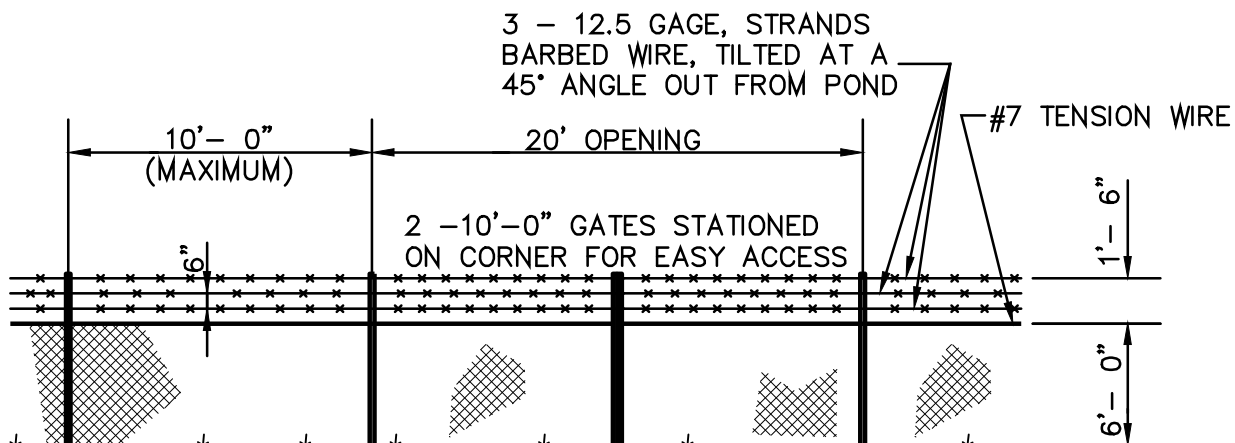 3 - 12.5 GAGE, STRANDS
BARBED WIRE, TILTED AT A
45° ANGLE OUT FROM POND
#7 TENSION WIRE
10'- 0"
(MAXIMUM)
20' OPENING
2 -10'-0" GATES STATIONED
ON CORNER FOR EASY ACCESS
6"
1'- 6"
6'- 0"